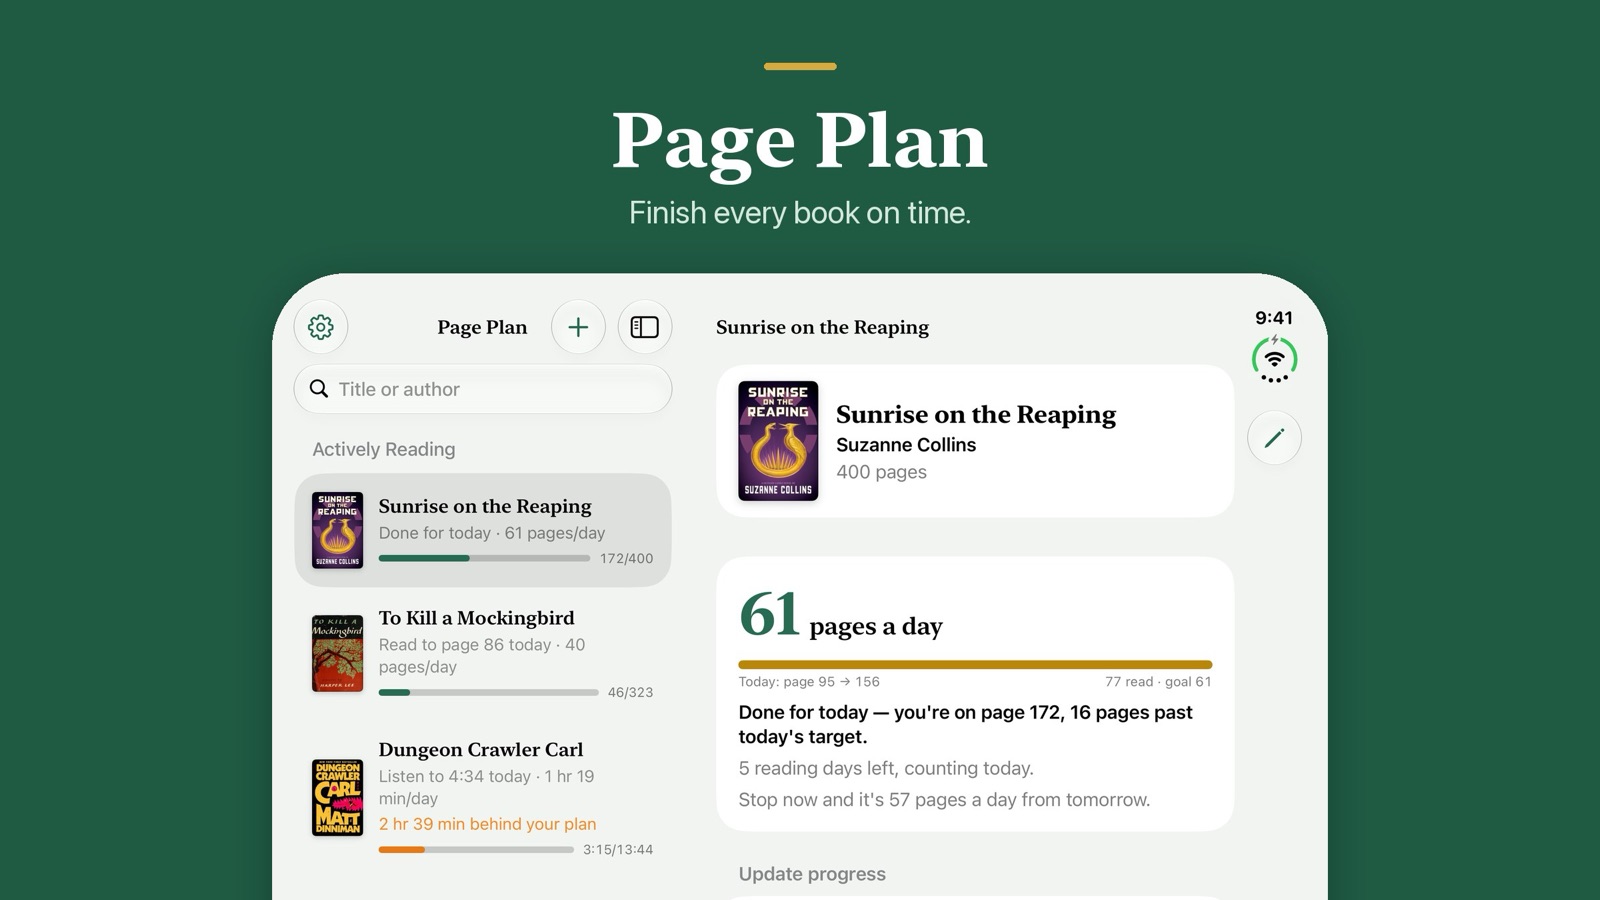 Page Plan
Finish every book on time.
Page Plan
Title or author
Actively Reading
SUNRISE
ON THE
REAPING
SUZANNE COLLINS
Sunrise on the Reaping
Done for today · 61 pages/day
172/400
TO KILL A
Mockingbird
HARPER LEE
To Kill a Mockingbird
Read to page 86 today · 40
pages/day
46/323
DUNGEON
CRAWLER
CARL
MATT
DINNIMAN
Dungeon Crawler Carl
Listen to 4:34 today · 1 hr 19
min/day
2 hr 39 min behind your plan
3:15/13:44
Sunrise on the Reaping
9:41
SUNRISE
ON THE
REAPING
SUZANNE COLLINS
Sunrise on the Reaping
Suzanne Collins
400 pages
61 pages a day
Today: page 95 → 156
77 read · goal 61
Done for today — you're on page 172, 16 pages past
today's target.
5 reading days left, counting today.
Stop now and it's 57 pages a day from tomorrow.
Update progress